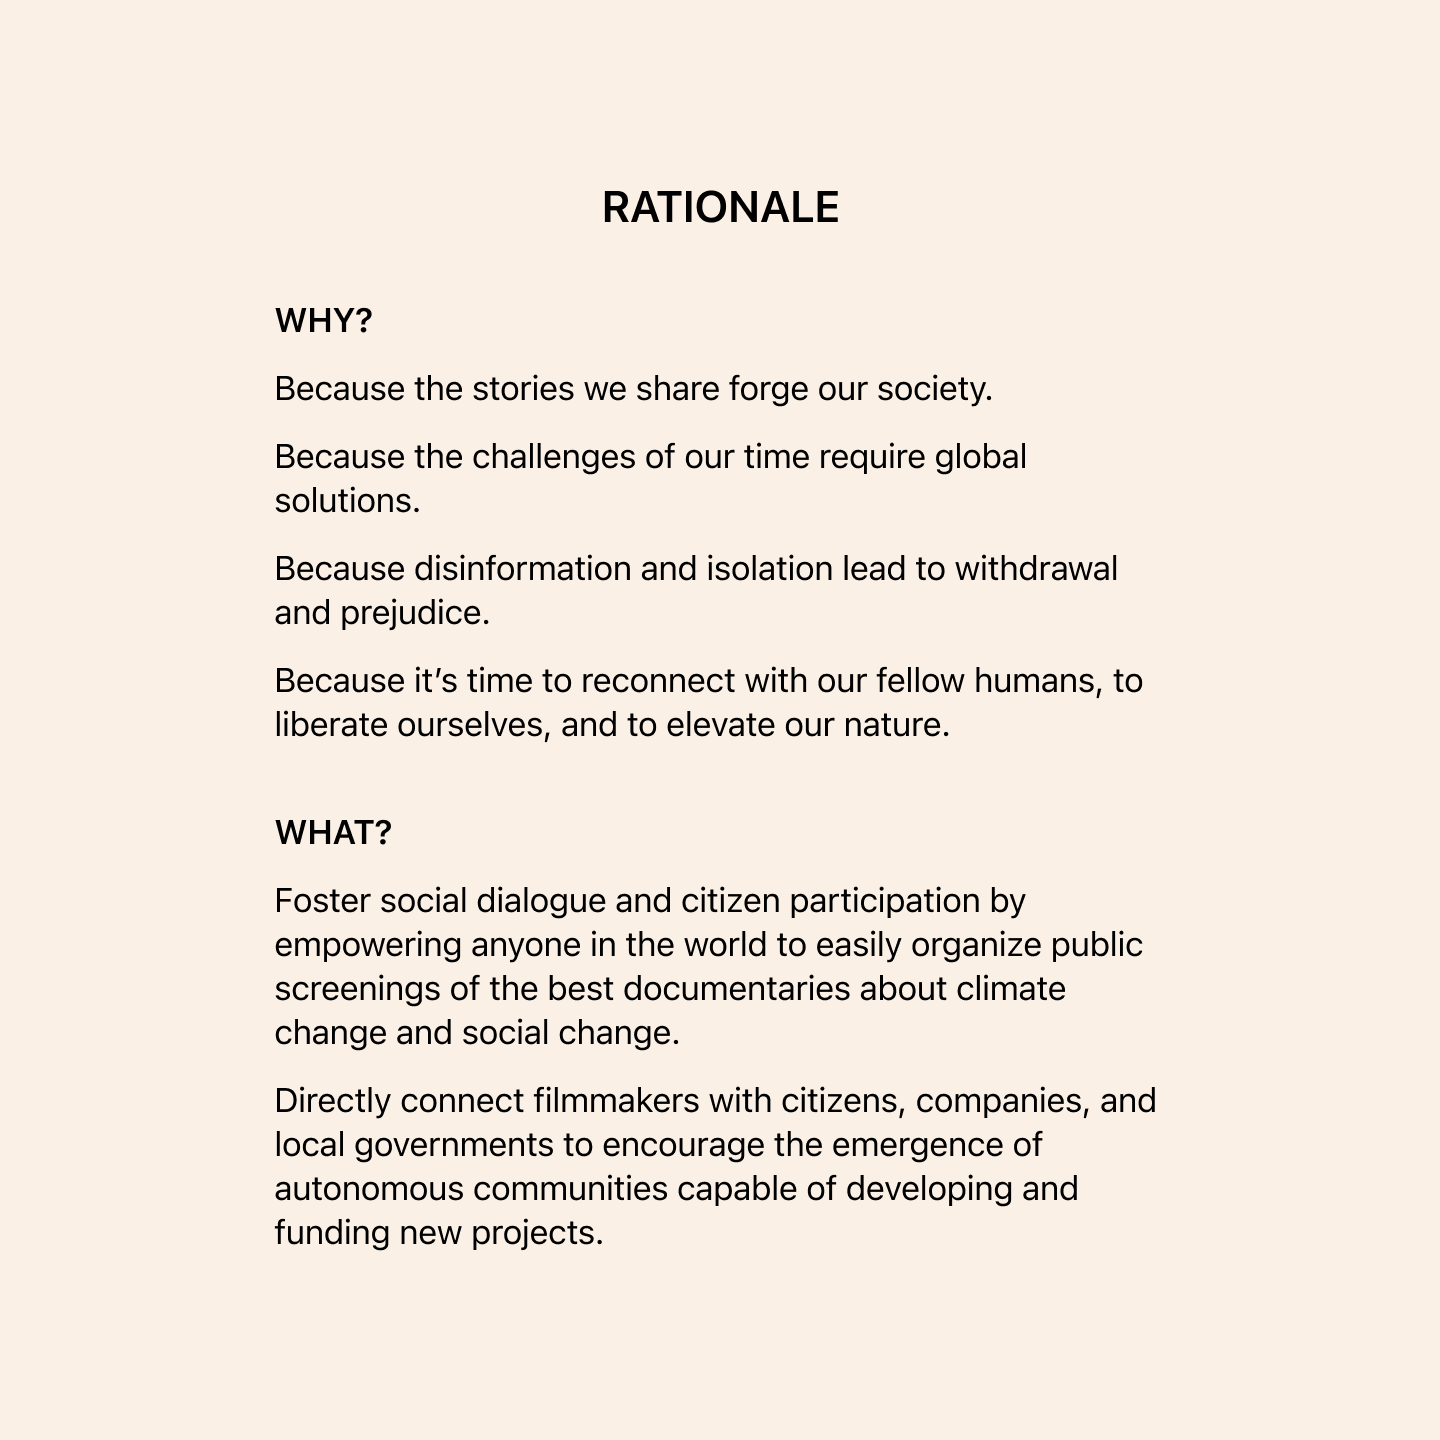 RATIONALE
WHY?
Because the stories we share forge our society.
Because the challenges of our time require global
solutions.
Because disinformation and isolation lead to withdrawal
and prejudice.
Because it’s time to reconnect with our fellow humans, to
liberate ourselves, and to elevate our nature.
WHAT?
Foster social dialogue and citizen participation by
empowering anyone in the world to easily organize public
screenings of the best documentaries about climate
change and social change.
Directly connect filmmakers with citizens, companies, and
local governments to encourage the emergence of
autonomous communities capable of developing and
funding new projects.